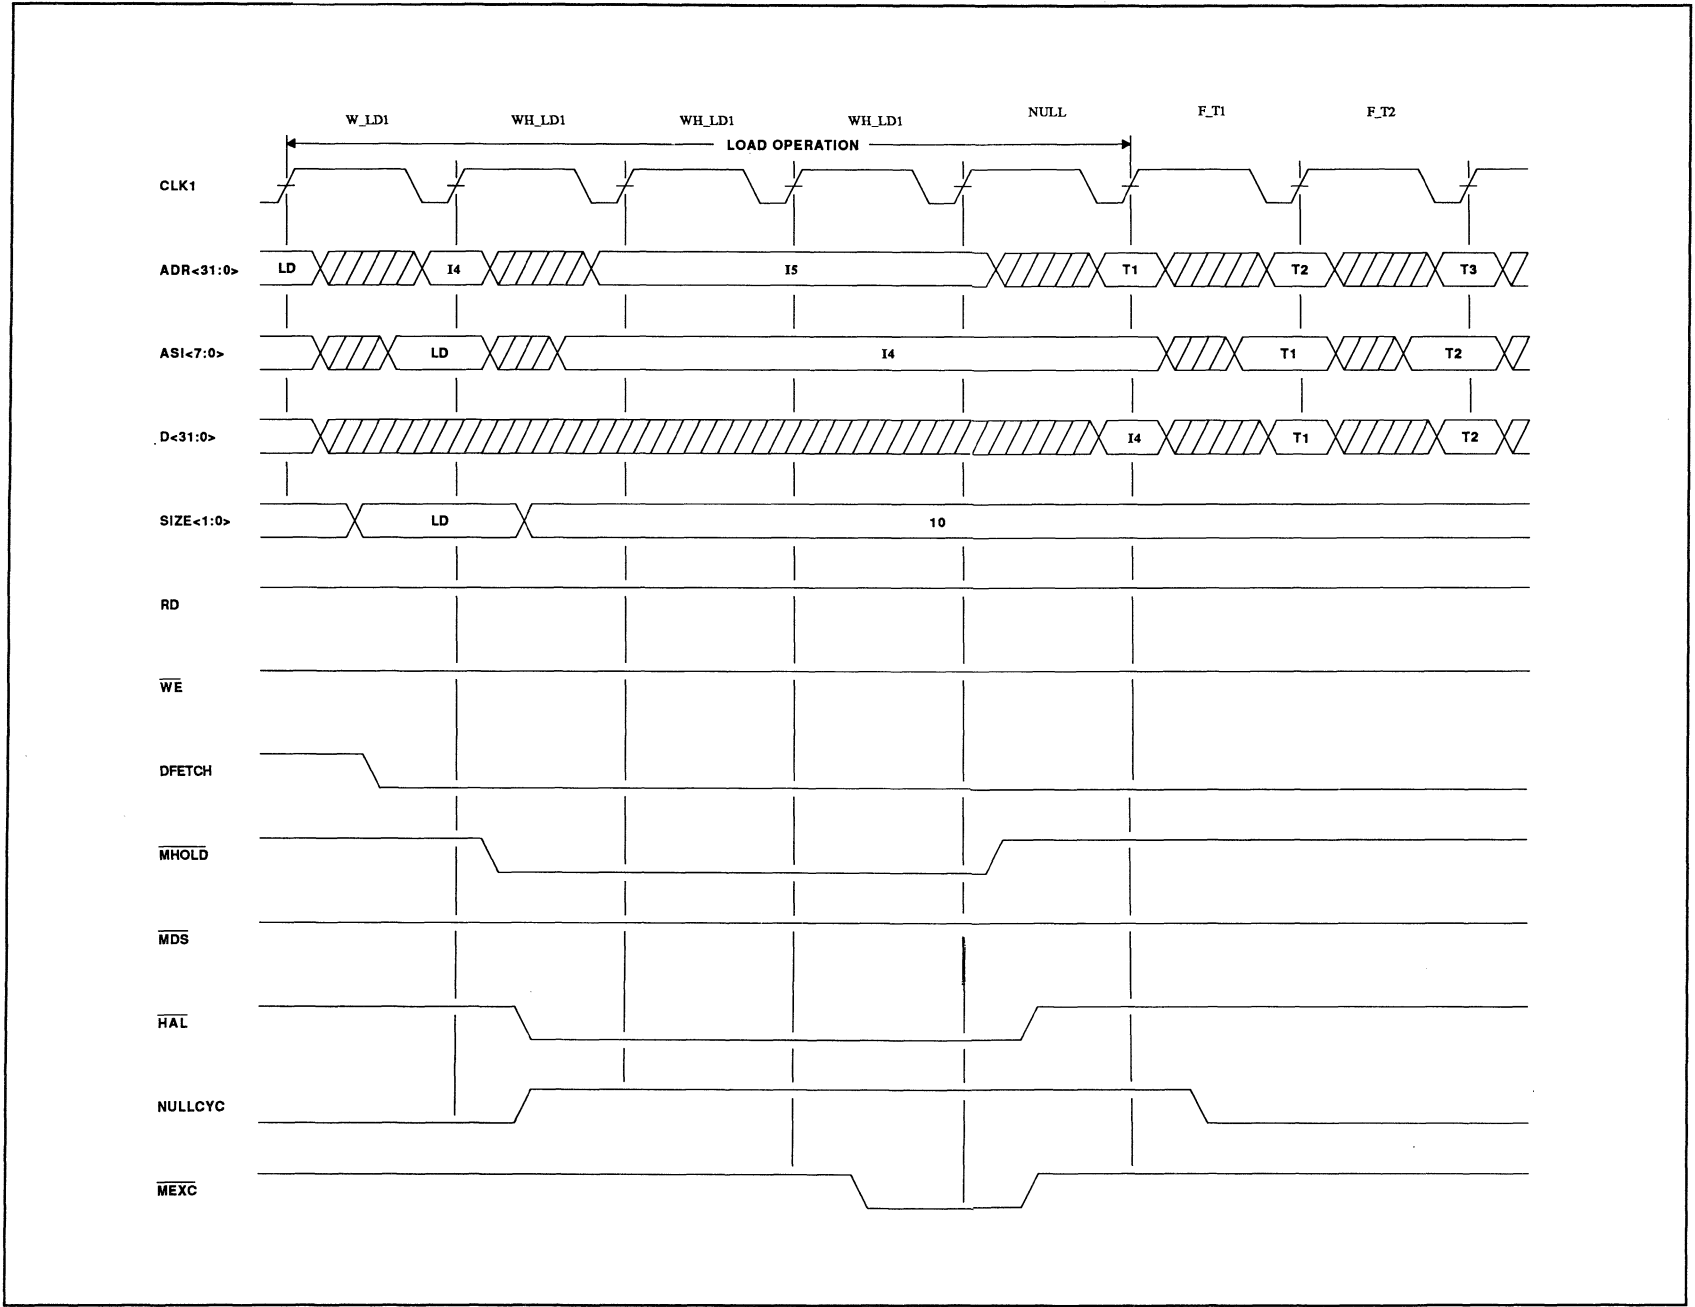 W_LD1 WH_LD1 WH_LD1 WH_LD1 NULL F_T1 F_T2
LOAD OPERATION
CLK1
ADR<31:0> LD I4 I5 T1 T2 T3
ASI<7:0> LD I4 T1 T2
D<31:0> I4 T1 T2
SIZE<1:0> LD 10
RD
WE
DFETCH
MHOLD
MDS
HAL
NULLCYC
MEXC